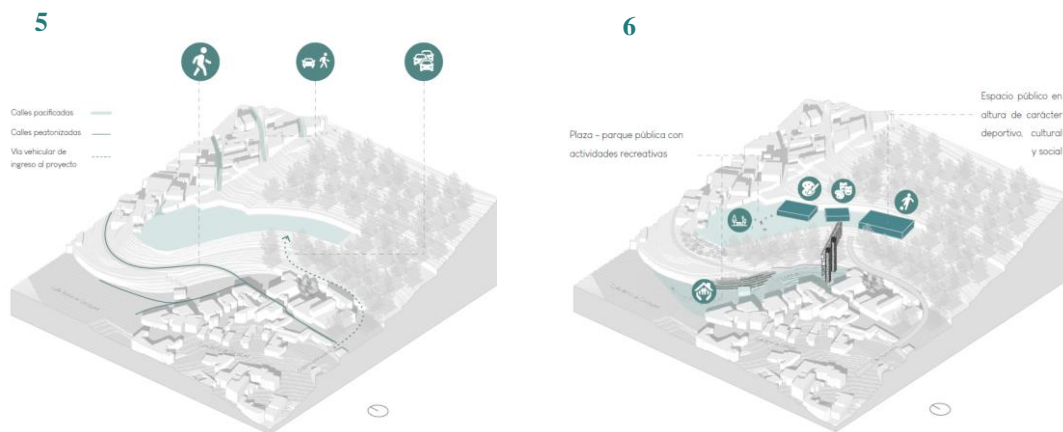 5
6
Calles pacificadas
Calles peatonizadas
Vía vehicular de
ingreso al proyecto
Plaza – parque pública con
actividades recreativas
Espacio público en
altura de carácter
deportivo, cultural
y social